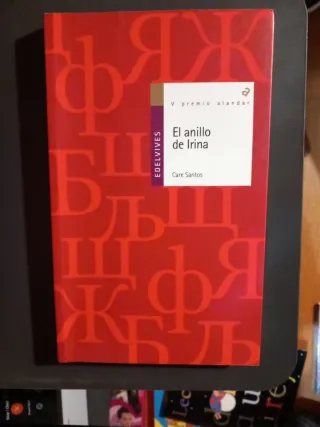 V premio alandar
EDELVIVES
El anillo
de Irina
Care Santos